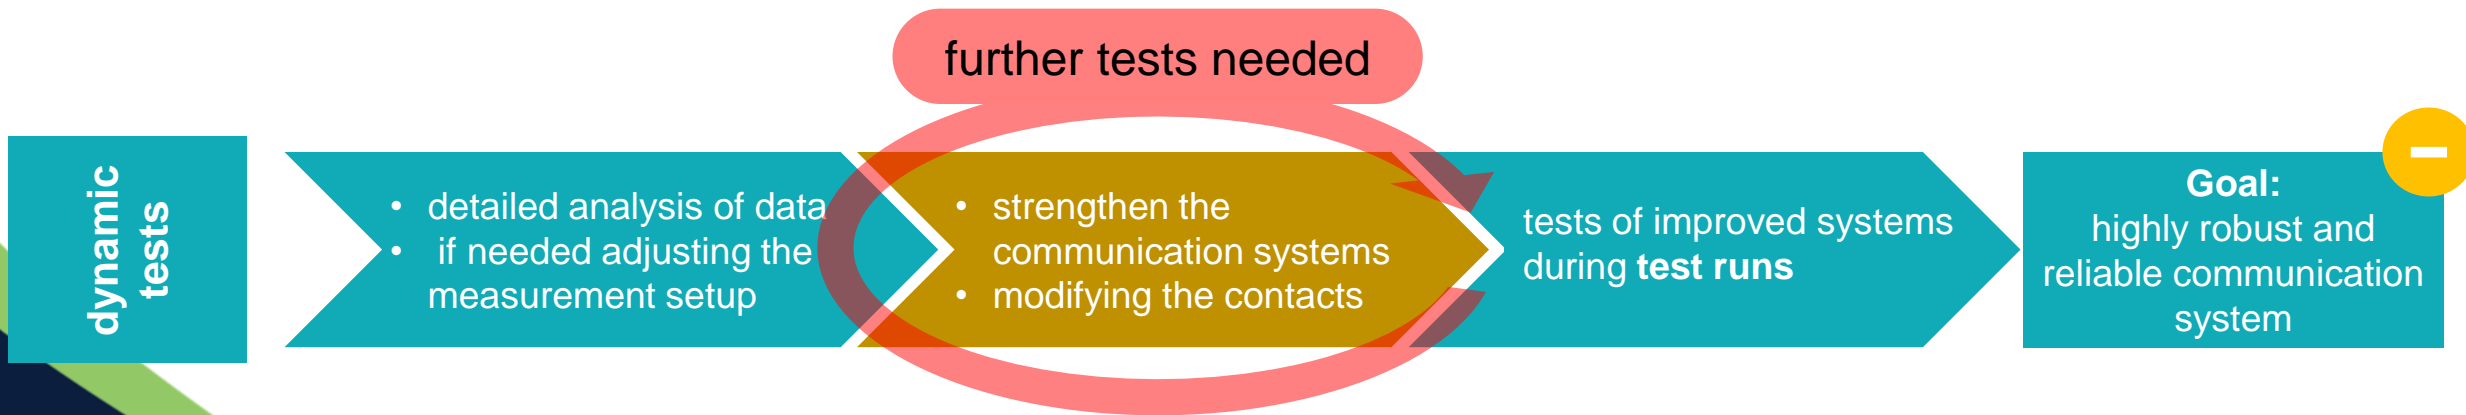 further tests needed
dynamic
tests
• detailed analysis of data
• if needed adjusting the
measurement setup
• strengthen the
communication systems
• modifying the contacts
tests of improved systems
during test runs
Goal:
highly robust and
reliable communication
system